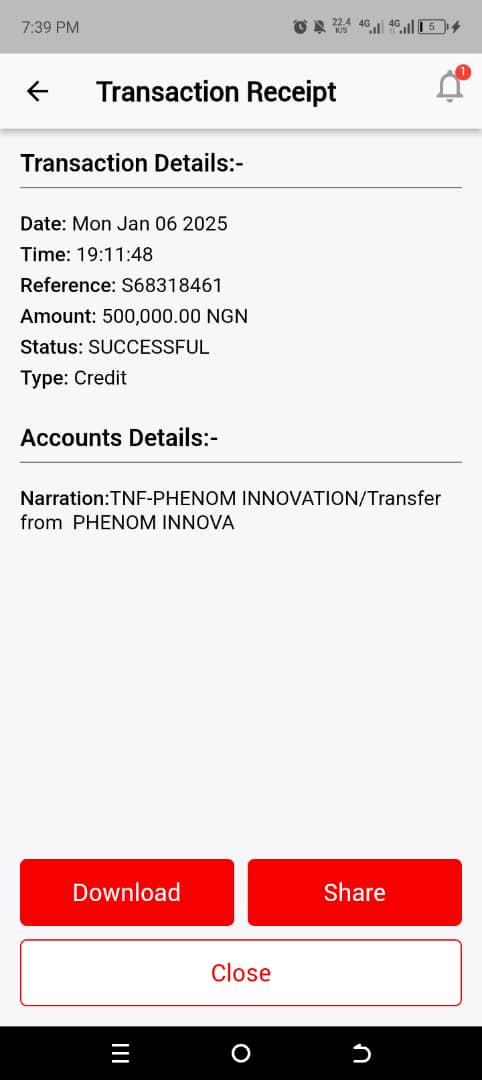 7:39 PM
22.4
K/S
4G
4G
5
Transaction Receipt
1
Transaction Details:-
Date: Mon Jan 06 2025
Time: 19:11:48
Reference: S68318461
Amount: 500,000.00 NGN
Status: SUCCESSFUL
Type: Credit
Accounts Details:-
Narration:TNF-PHENOM INNOVATION/Transfer
from  PHENOM INNOVA
Download
Share
Close